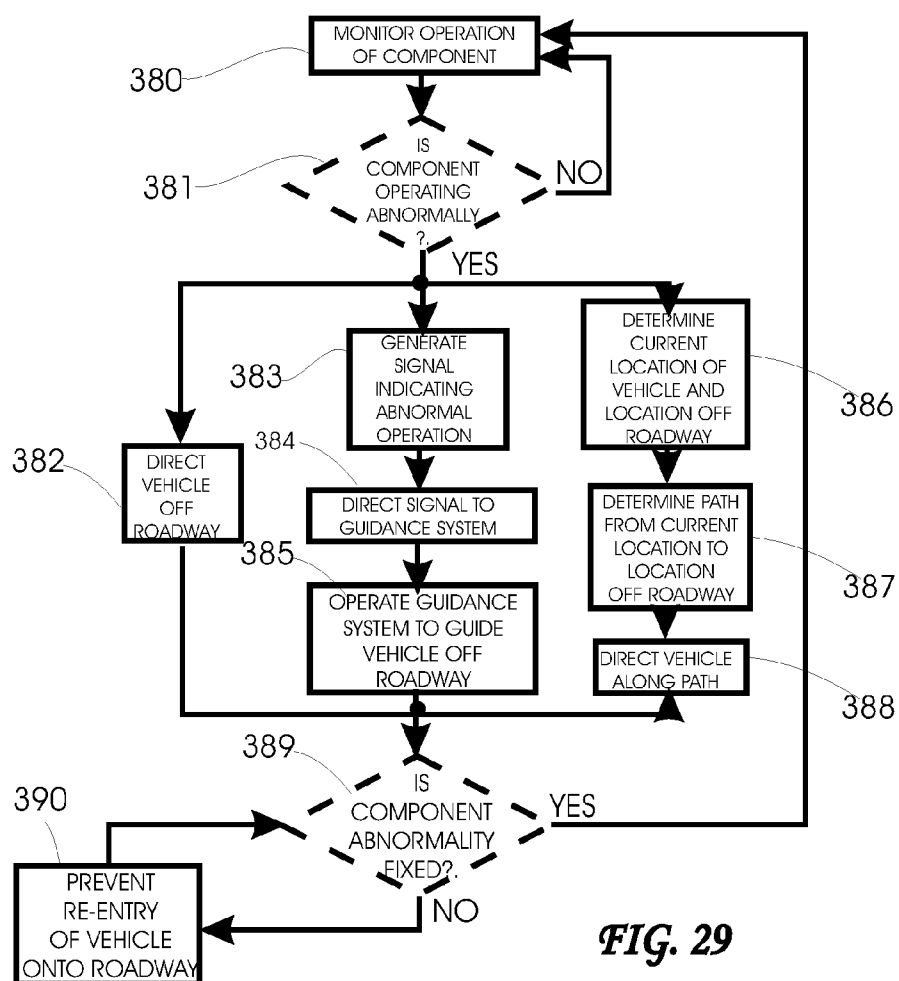 MONITOR OPERATION
OF COMPONENT
380
IS
COMPONENT
OPERATING
ABNORMALLY
?.
381
NO
YES
GENERATE
SIGNAL
INDICATING
ABNORMAL
OPERATION
383
DETERMINE
CURRENT
LOCATION OF
VEHICLE AND
LOCATION OFF
ROADWAY
386
382
DIRECT
VEHICLE
OFF
ROADWAY
384
DIRECT SIGNAL TO
GUIDANCE SYSTEM
DETERMINE PATH
FROM CURRENT
LOCATION TO
LOCATION
OFF ROADWAY
387
385
OPERATE GUIDANCE
SYSTEM TO GUIDE
VEHICLE OFF
ROADWAY
DIRECT VEHICLE
ALONG PATH
388
389
IS
COMPONENT
ABNORMALITY
FIXED?.
YES
NO
390
PREVENT
RE-ENTRY
OF VEHICLE
ONTO ROADWAY
FIG. 29